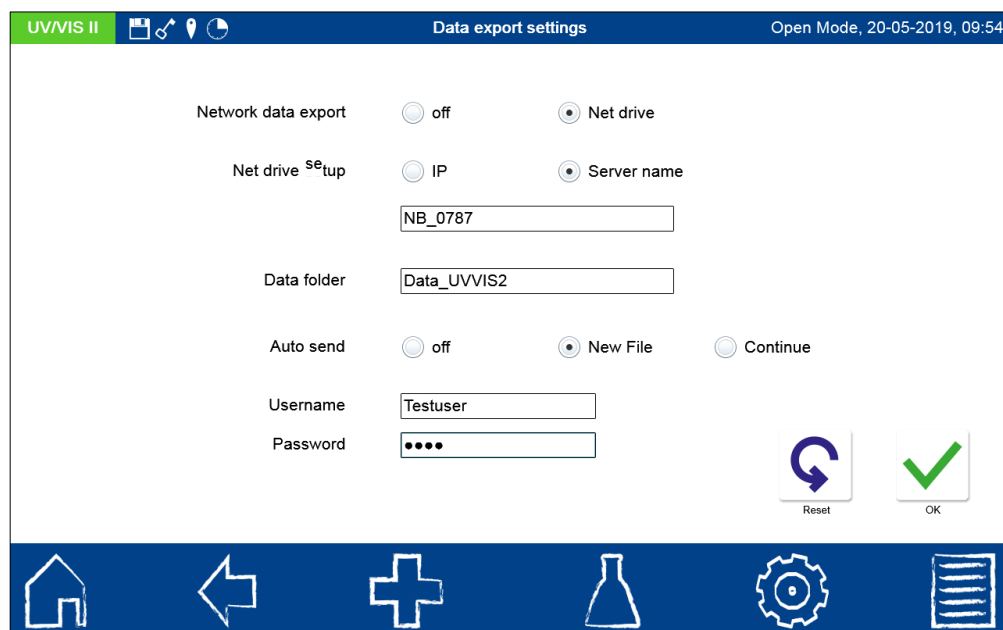 UV/VIS II Data export settings Open Mode, 20-05-2019, 09:54
Network data export off Net drive
Net drive setup IP Server name
NB_0787
Data folder Data_UVVIS2
Auto send off New File Continue
Username Testuser
Password ••••
Reset OK